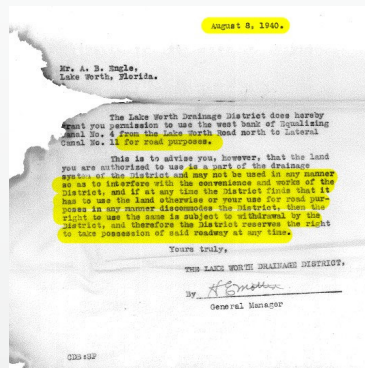 August 8, 1940.
Mr. A. B. Engle,
Lake Worth, Florida.
The Lake Worth Drainage District does hereby
grant you permission to use the west bank of Equalizing
Canal No. 4 from the Lake Worth Road north to Lateral
Canal No. 11 for road purposes.
This is to advise you, however, that the land
you are authorized to use is a part of the drainage
system of the District and may not be used in any manner
so as to interfere with the convenience and works of the
District, and if at any time the District finds that it
has to use the land otherwise or your use for road pur-
poses in any manner discommodes the District, then the
right to use the same is subject to withdrawal by the
District, and therefore the District reserves the right
to take possession of said roadway at any time.
Yours truly,
THE LAKE WORTH DRAINAGE DISTRICT,
By
General Manager
CDS:SP